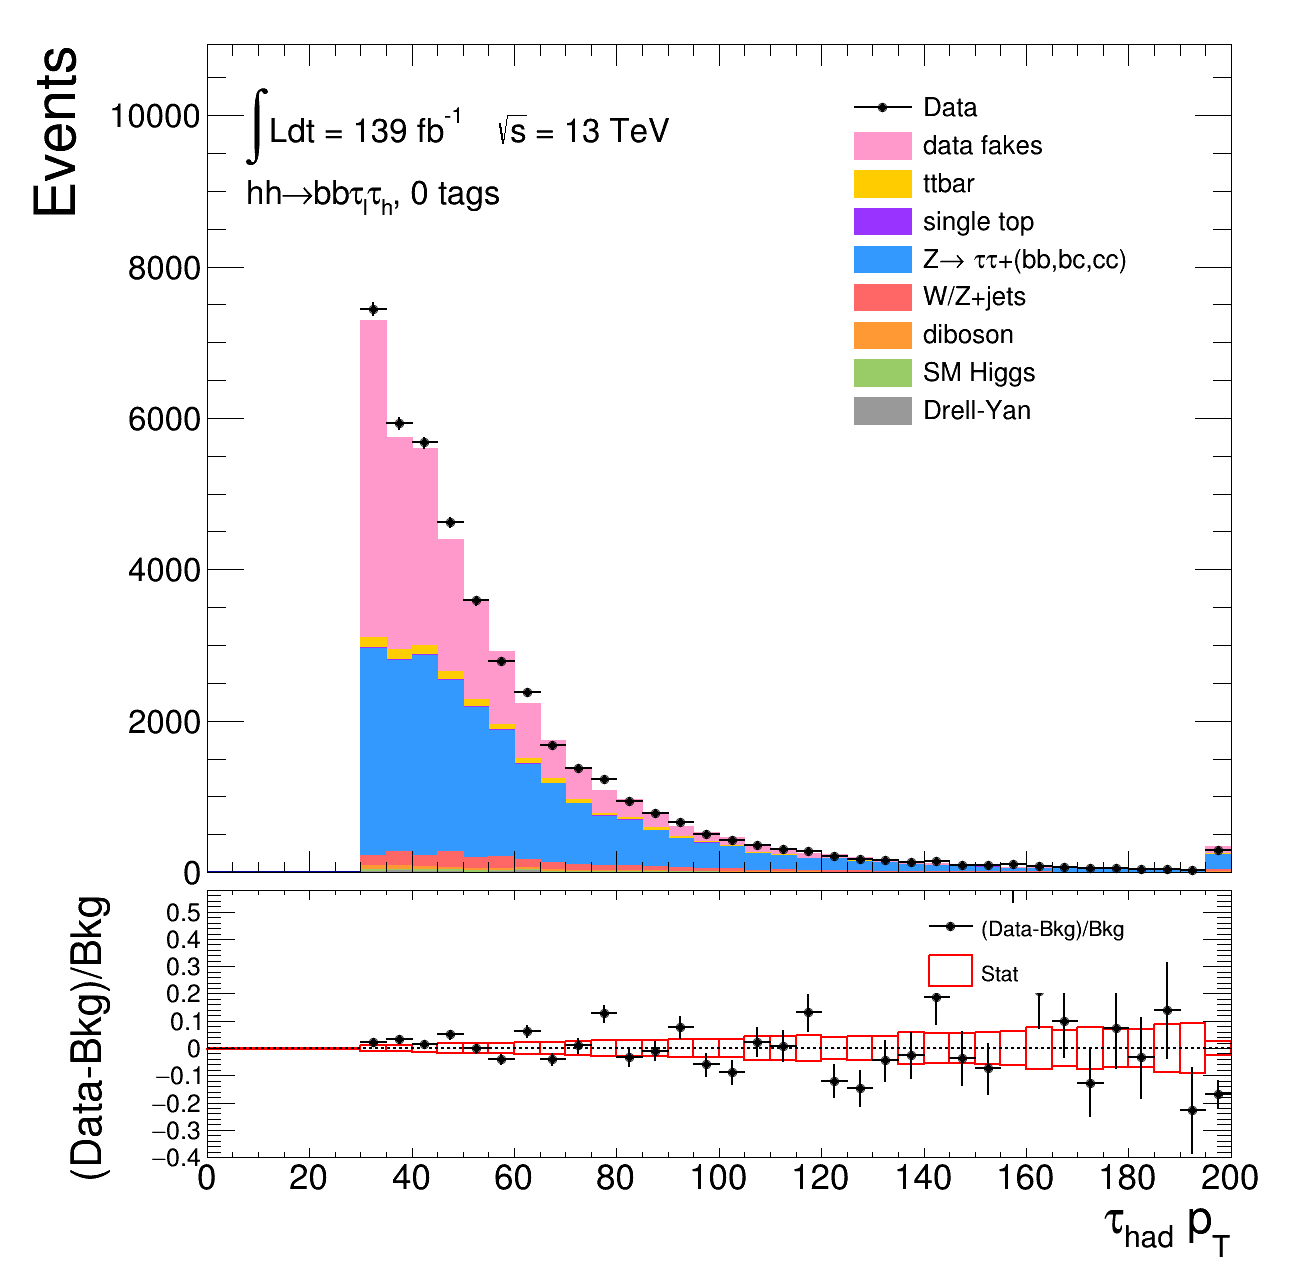 Events
10000
8000
6000
4000
2000
0
∫Ldt = 139 fb⁻¹ √s = 13 TeV
hh→bbτ_lτ_h, 0 tags
Data
data fakes
ttbar
single top
Z→ ττ+(bb,bc,cc)
W/Z+jets
diboson
SM Higgs
Drell-Yan
(Data-Bkg)/Bkg
0.5
0.4
0.3
0.2
0.1
0
−0.1
−0.2
−0.3
−0.4
(Data-Bkg)/Bkg
Stat
0 20 40 60 80 100 120 140 160 180 200
τ_had p_T